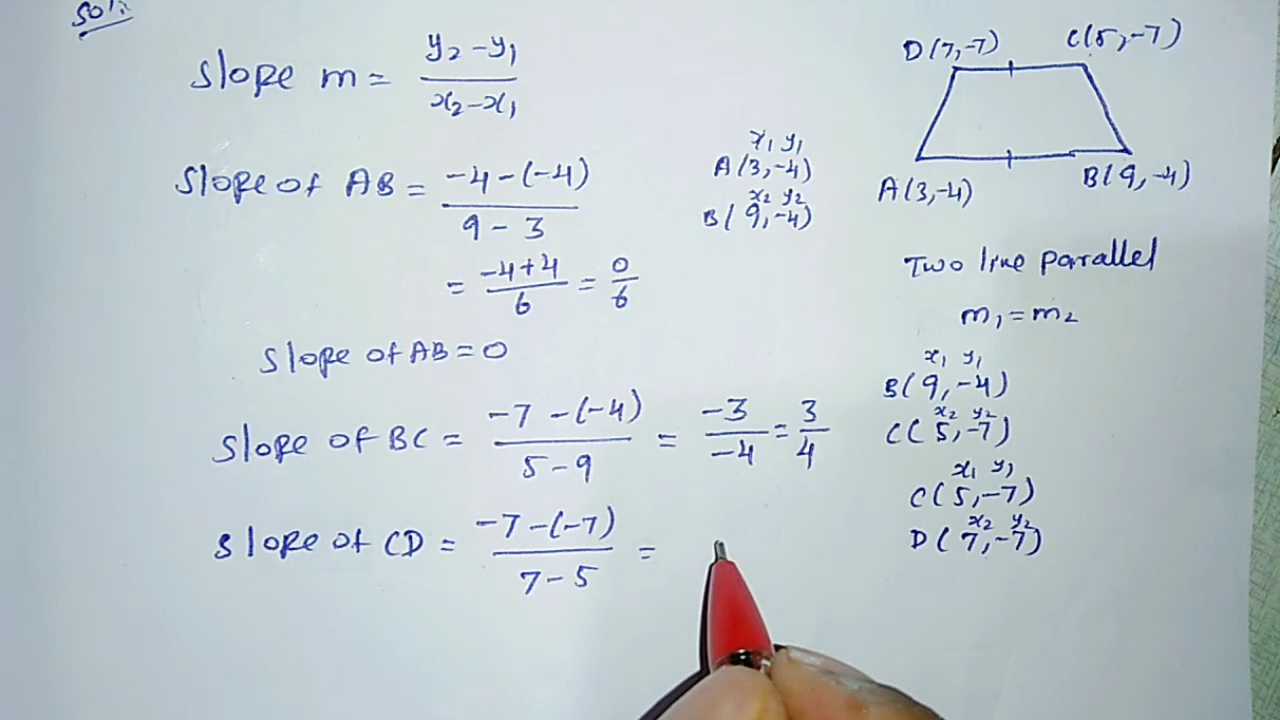 Soln:
Slope m = y₂-y₁ / x₂-x₁
Slope of AB = -4-(-4) / 9-3
= -4+4 / 6 = 0/6
Slope of AB = 0
Slope of BC = -7-(-4) / 5-9 = -3/-4 = 3/4
Slope of CD = -7-(-7) / 7-5 =
x₁ y₁
A(3,-4)
x₂ y₂
B(9,-4)
D(7,-7) C(5,-7)
A(3,-4) B(9,-4)
Two line parallel
m₁=m₂
x₁ y₁
B(9,-4)
x₂ y₂
C(5,-7)
x₁ y₁
C(5,-7)
x₂ y₂
D(7,-7)